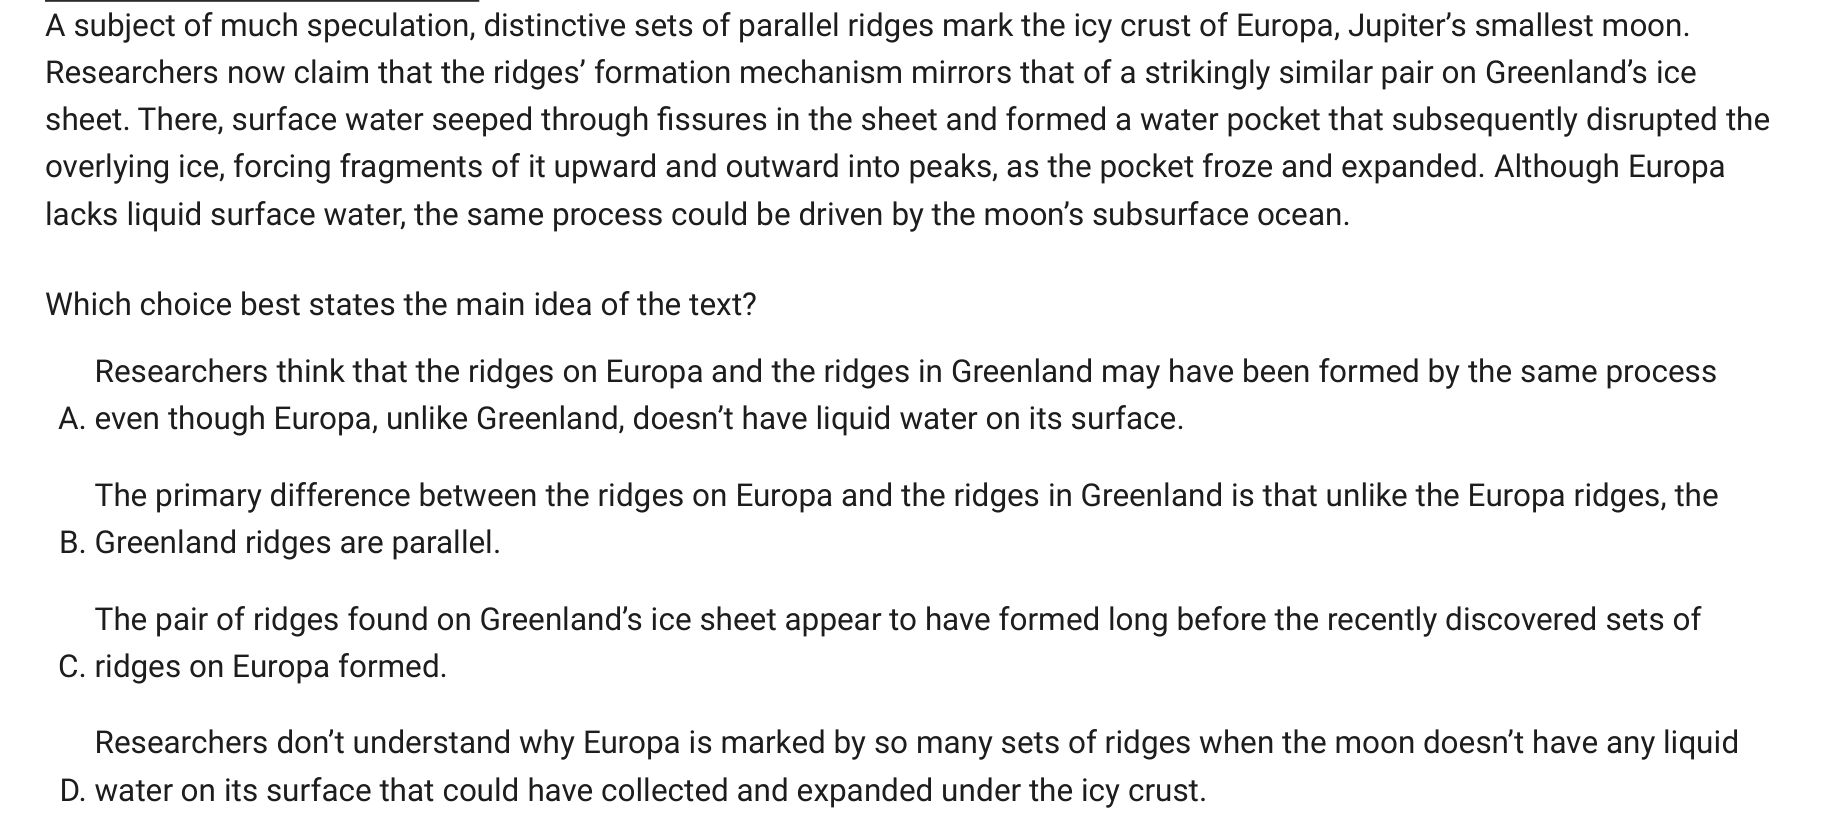 A subject of much speculation, distinctive sets of parallel ridges mark the icy crust of Europa, Jupiter’s smallest moon.
Researchers now claim that the ridges’ formation mechanism mirrors that of a strikingly similar pair on Greenland’s ice
sheet. There, surface water seeped through fissures in the sheet and formed a water pocket that subsequently disrupted the
overlying ice, forcing fragments of it upward and outward into peaks, as the pocket froze and expanded. Although Europa
lacks liquid surface water, the same process could be driven by the moon’s subsurface ocean.
Which choice best states the main idea of the text?
Researchers think that the ridges on Europa and the ridges in Greenland may have been formed by the same process
A. even though Europa, unlike Greenland, doesn’t have liquid water on its surface.
The primary difference between the ridges on Europa and the ridges in Greenland is that unlike the Europa ridges, the
B. Greenland ridges are parallel.
The pair of ridges found on Greenland’s ice sheet appear to have formed long before the recently discovered sets of
C. ridges on Europa formed.
Researchers don’t understand why Europa is marked by so many sets of ridges when the moon doesn’t have any liquid
D. water on its surface that could have collected and expanded under the icy crust.